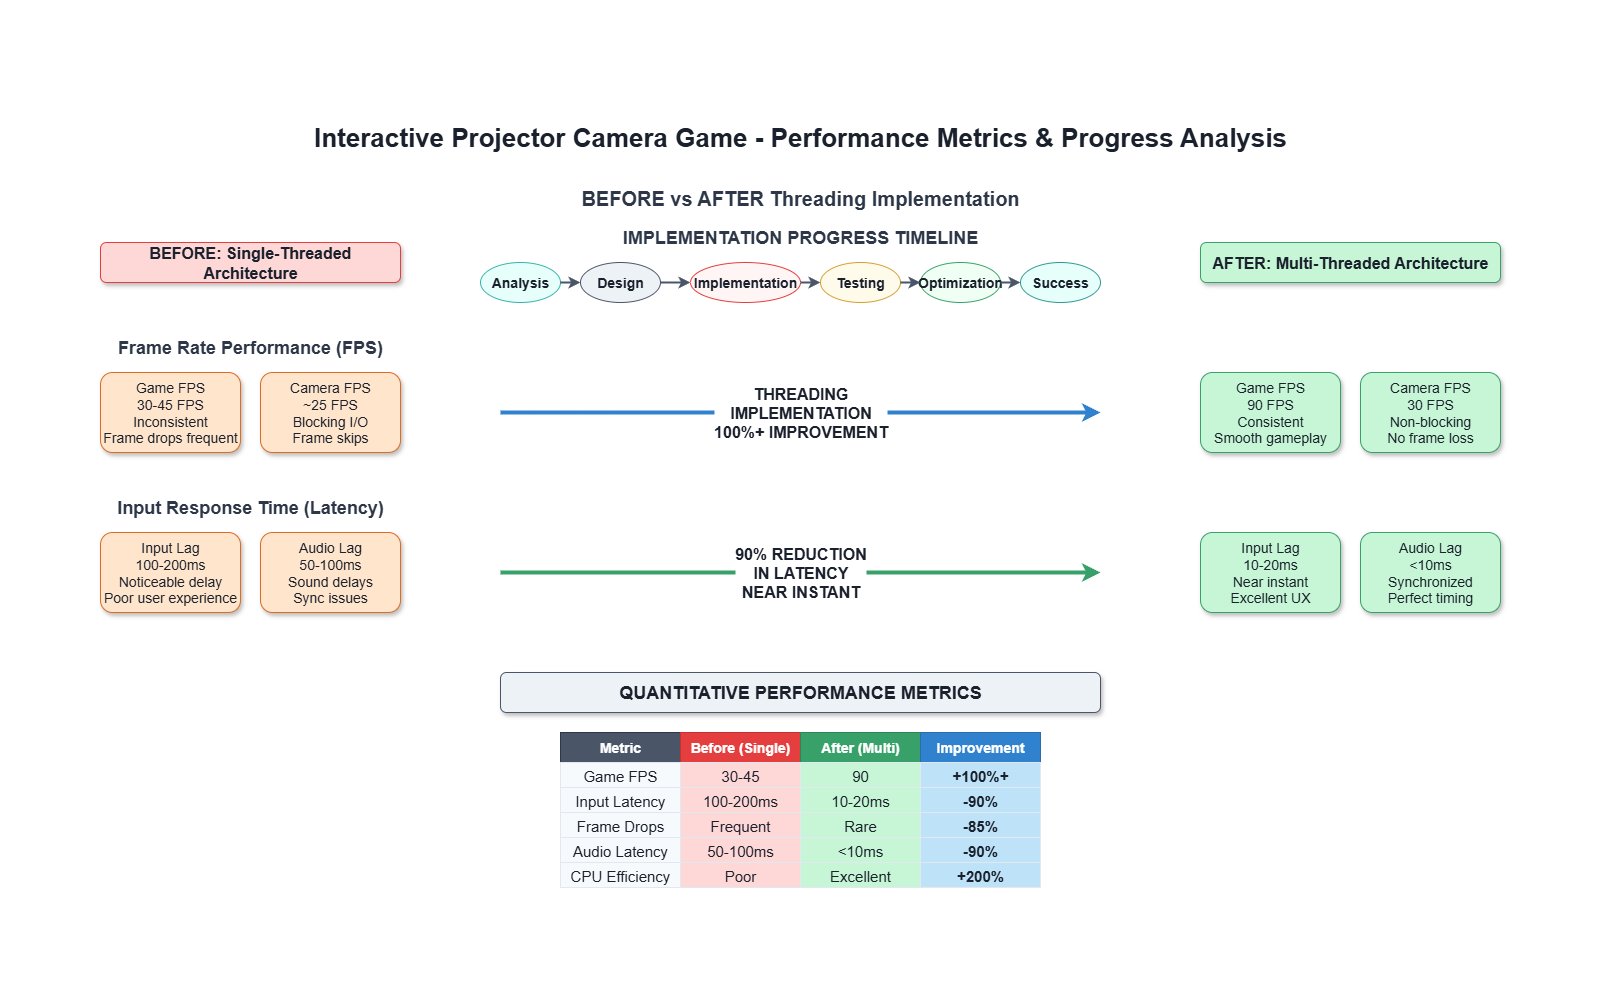 Interactive Projector Camera Game - Performance Metrics & Progress Analysis
BEFORE vs AFTER Threading Implementation
IMPLEMENTATION PROGRESS TIMELINE
BEFORE: Single-Threaded
Architecture
Analysis
Design
Implementation
Testing
Optimization
Success
AFTER: Multi-Threaded Architecture
Frame Rate Performance (FPS)
Game FPS
30-45 FPS
Inconsistent
Frame drops frequent
Camera FPS
~25 FPS
Blocking I/O
Frame skips
THREADING
IMPLEMENTATION
100%+ IMPROVEMENT
Game FPS
90 FPS
Consistent
Smooth gameplay
Camera FPS
30 FPS
Non-blocking
No frame loss
Input Response Time (Latency)
Input Lag
100-200ms
Noticeable delay
Poor user experience
Audio Lag
50-100ms
Sound delays
Sync issues
90% REDUCTION
IN LATENCY
NEAR INSTANT
Input Lag
10-20ms
Near instant
Excellent UX
Audio Lag
<10ms
Synchronized
Perfect timing
QUANTITATIVE PERFORMANCE METRICS
Metric Before (Single) After (Multi) Improvement
Game FPS 30-45 90 +100%+
Input Latency 100-200ms 10-20ms -90%
Frame Drops Frequent Rare -85%
Audio Latency 50-100ms <10ms -90%
CPU Efficiency Poor Excellent +200%